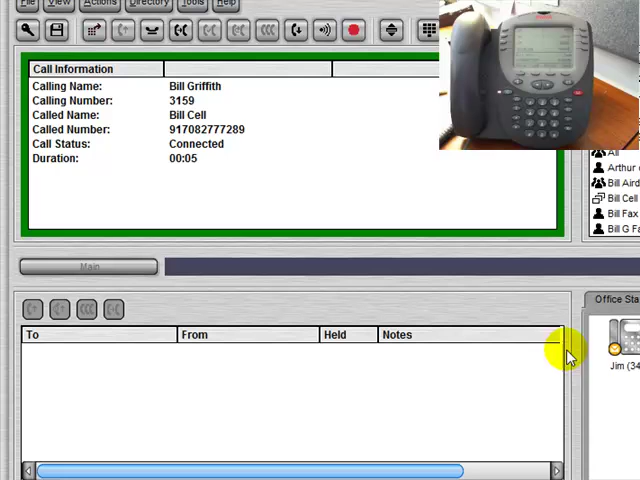 File View Actions Directory Tools Help
Call Information
Calling Name: Bill Griffith
Calling Number: 3159
Called Name: Bill Cell
Called Number: 917082777289
Call Status: Connected
Duration: 00:05
All
Arthur
Bill Aird
Bill Cell
Bill Fax
Bill G Fa
Main
Office Sta
To From Held Notes
Jim (34